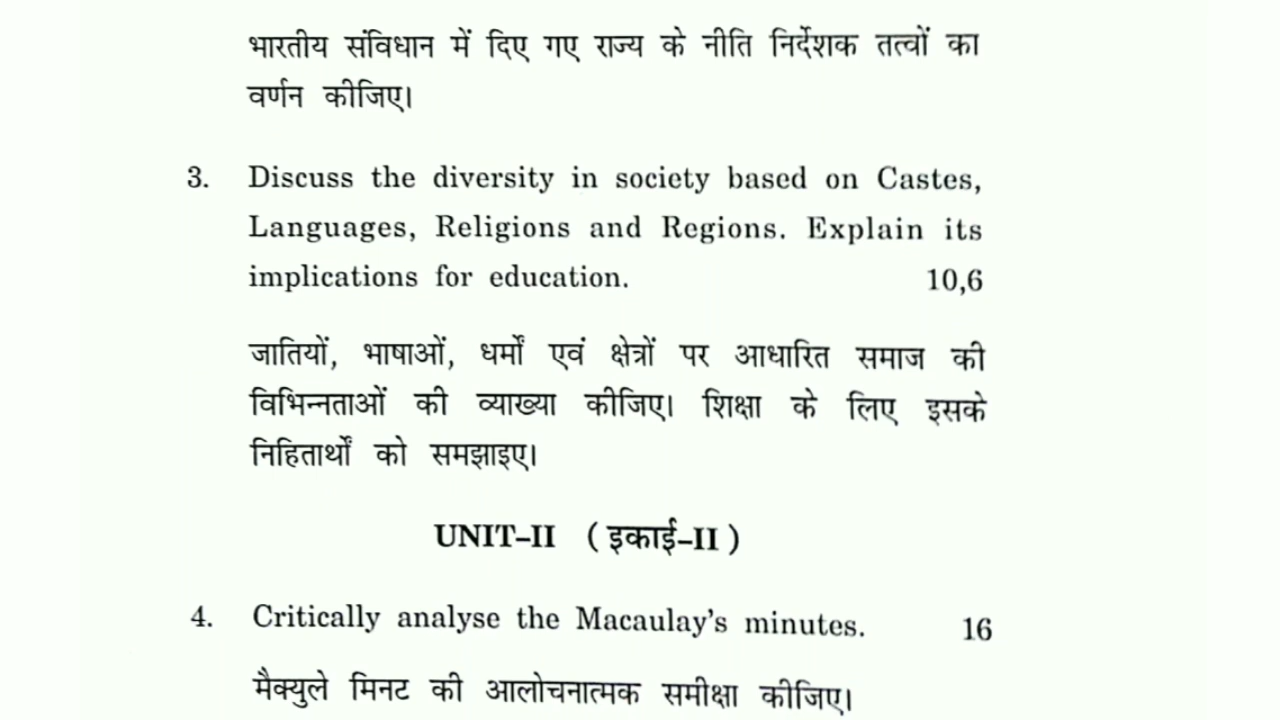 भारतीय संविधान में दिए गए राज्य के नीति निर्देशक तत्वों का
वर्णन कीजिए।
3. Discuss the diversity in society based on Castes,
Languages, Religions and Regions. Explain its
implications for education. 10,6
जातियों, भाषाओं, धर्मों एवं क्षेत्रों पर आधारित समाज की
विभिन्नताओं की व्याख्या कीजिए। शिक्षा के लिए इसके
निहितार्थों को समझाइए।
UNIT–II (इकाई–II)
4. Critically analyse the Macaulay's minutes. 16
मैक्युले मिनट की आलोचनात्मक समीक्षा कीजिए।